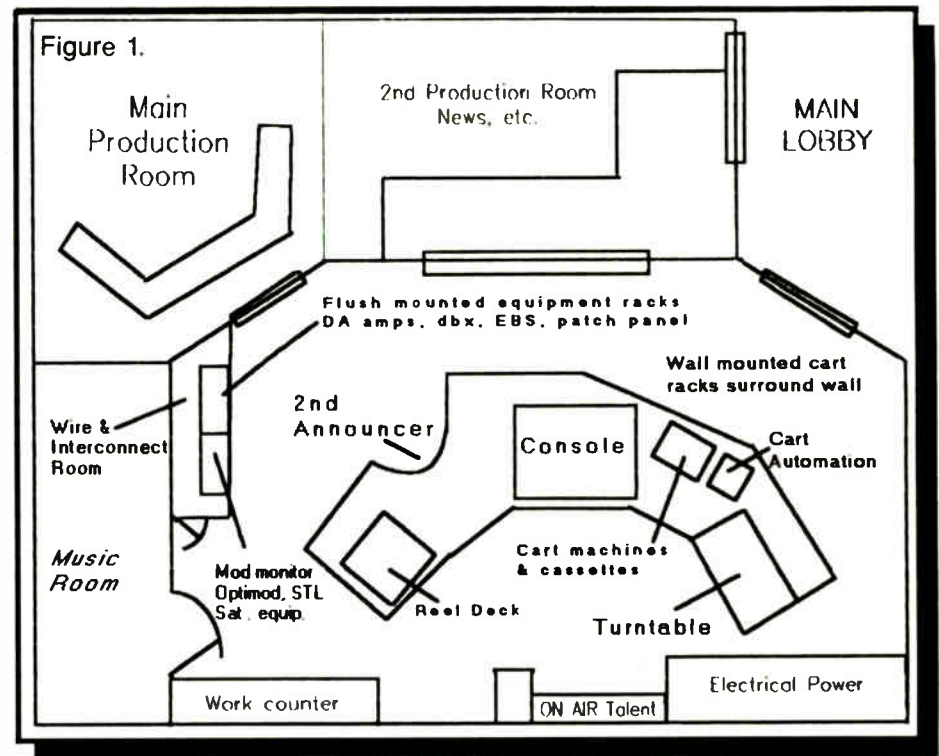 Figure 1.
Main
Production
Room
2nd Production Room
News, etc.
MAIN
LOBBY
Flush mounted equipment racks
DA amps, dbx, EBS, patch panel
Wall mounted cart
racks surround wall
Wire &
Interconnect
Room
2nd
Announcer
Console
Cart
Automation
Music
Room
Mod monitor
Optimod, STL
Sat. equip.
Reel Deck
Cart machines
& cassettes
Turntable
Work counter
ON AIR Talent
Electrical Power